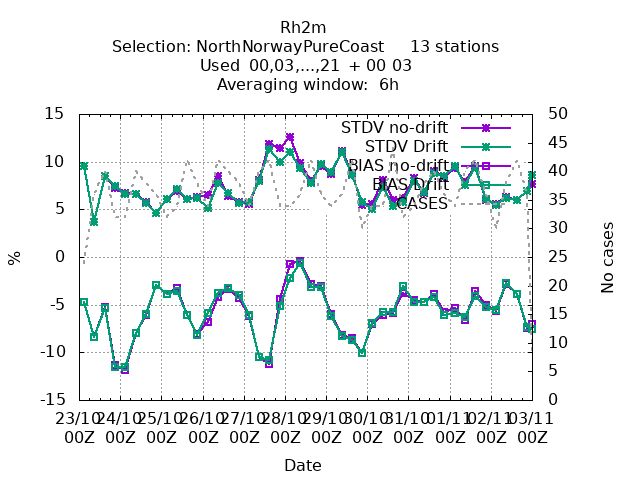 Rh2m
Selection: NorthNorwayPureCoast 13 stations
Used 00,03,...,21 + 00 03
Averaging window: 6h
15 50
STDV no-drift
45
STDV Drift
10 40
BIAS no-drift
BIAS Drift
35
CASES
5
30
0 25
% No cases
20
-5
15
10
-10
5
-15 0
23/10 24/10 25/10 26/10 27/10 28/10 29/10 30/10 31/10 01/11 02/11 03/11
00Z 00Z 00Z 00Z 00Z 00Z 00Z 00Z 00Z 00Z 00Z 00Z
Date